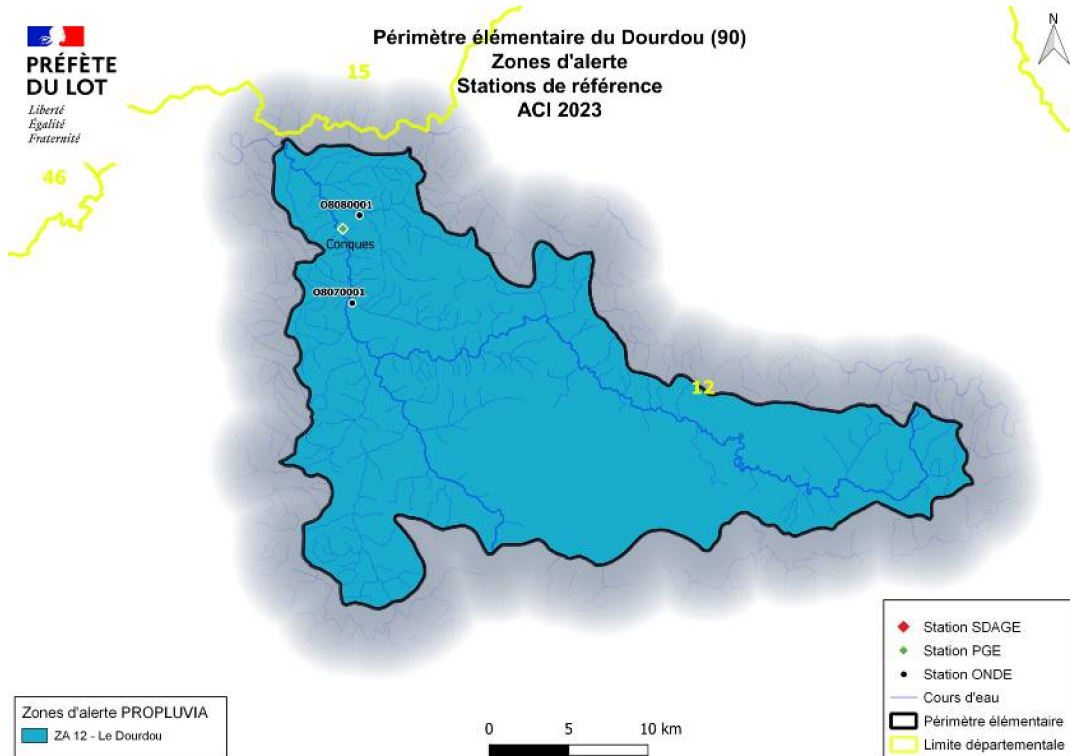 PRÉFÈTE
DU LOT
Liberté
Égalité
Fraternité
Périmètre élémentaire du Dourdou (90)
Zones d'alerte
Stations de référence
ACI 2023
N
15
46
O8080001
Conques
O8070001
12
Zones d'alerte PROPLUVIA
ZA 12 - Le Dourdou
0 5 10 km
Station SDAGE
Station PGE
Station ONDE
Cours d'eau
Périmètre élémentaire
Limite départementale